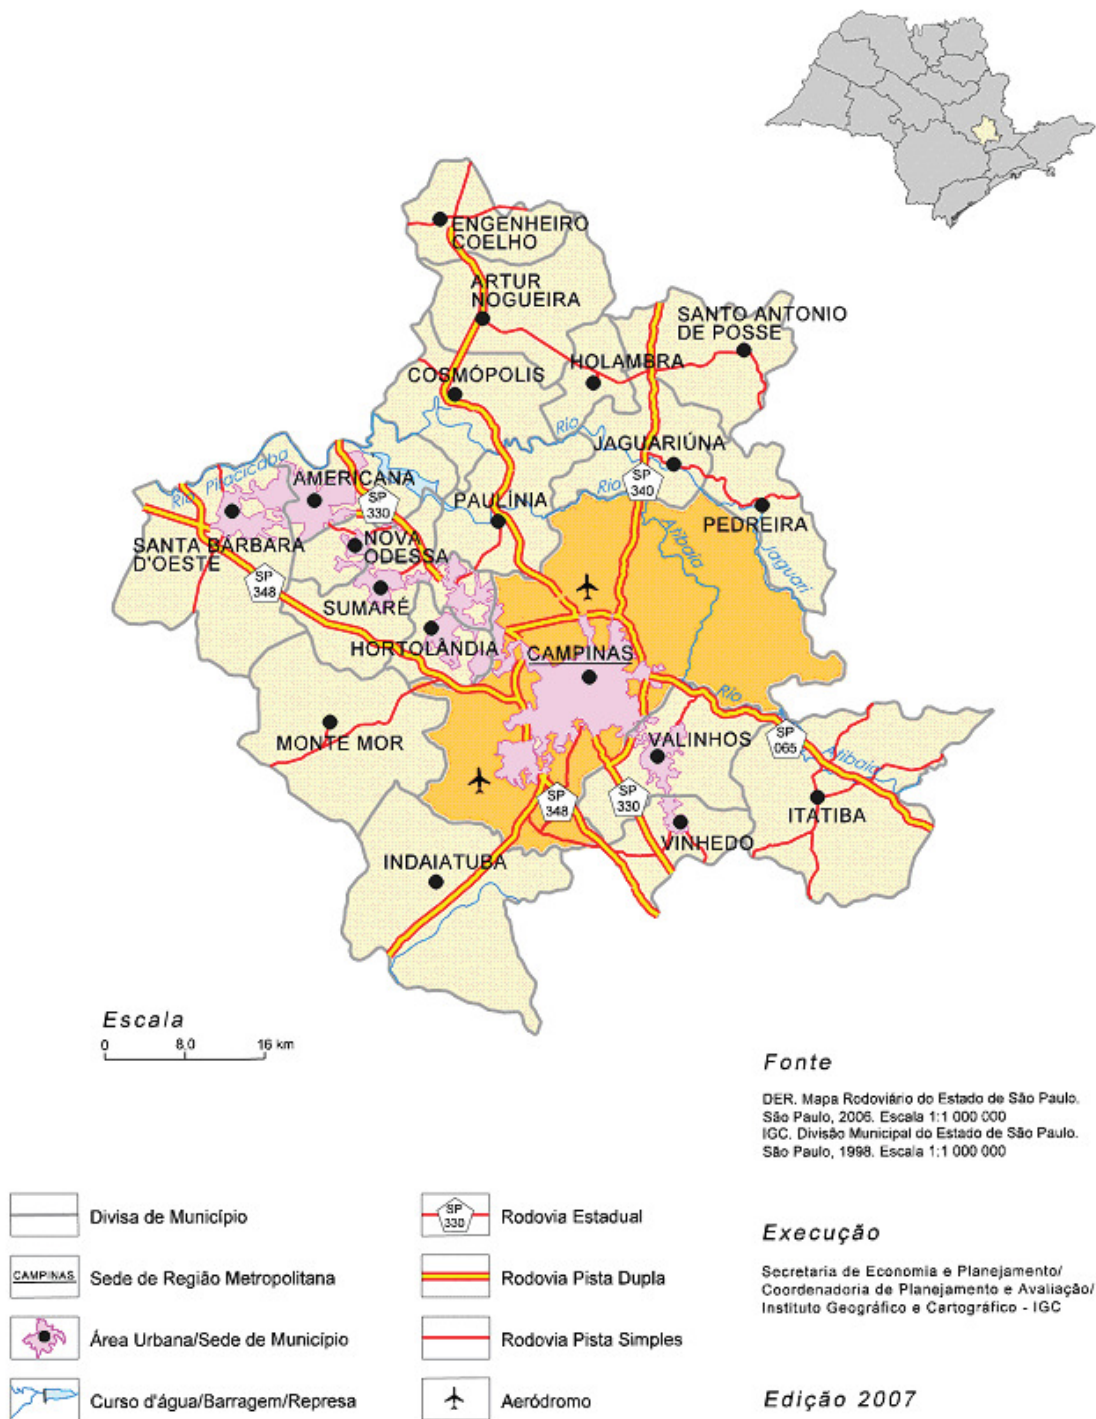 ENGENHEIRO
COELHO
ARTUR
NOGUEIRA
SANTO ANTONIO
DE POSSE
HOLAMBRA
COSMÓPOLIS
Rio
JAGUARIÚNA
Rio Piracicaba
AMERICANA
SP
330
PAULÍNIA
Rio
SP
340
PEDREIRA
Atibaia
Jaguari
SANTA BÁRBARA
D'OESTE
NOVA
ODESSA
SP
348
SUMARÉ
HORTOLÂNDIA
CAMPINAS
Rio
MONTE MOR
VALINHOS
SP
065
Atibaia
SP
348
SP
330
ITATIBA
VINHEDO
INDAIATUBA
Escala
0 8,0 16 km
Fonte
DER. Mapa Rodoviário do Estado de São Paulo.
São Paulo, 2006. Escala 1:1 000 000
IGC. Divisão Municipal do Estado de São Paulo.
São Paulo, 1998. Escala 1:1 000 000
Divisa de Município
CAMPINAS Sede de Região Metropolitana
Área Urbana/Sede de Município
Curso d'água/Barragem/Represa
SP
330
Rodovia Estadual
Rodovia Pista Dupla
Rodovia Pista Simples
Aeródromo
Execução
Secretaria de Economia e Planejamento/
Coordenadoria de Planejamento e Avaliação/
Instituto Geográfico e Cartográfico - IGC
Edição 2007